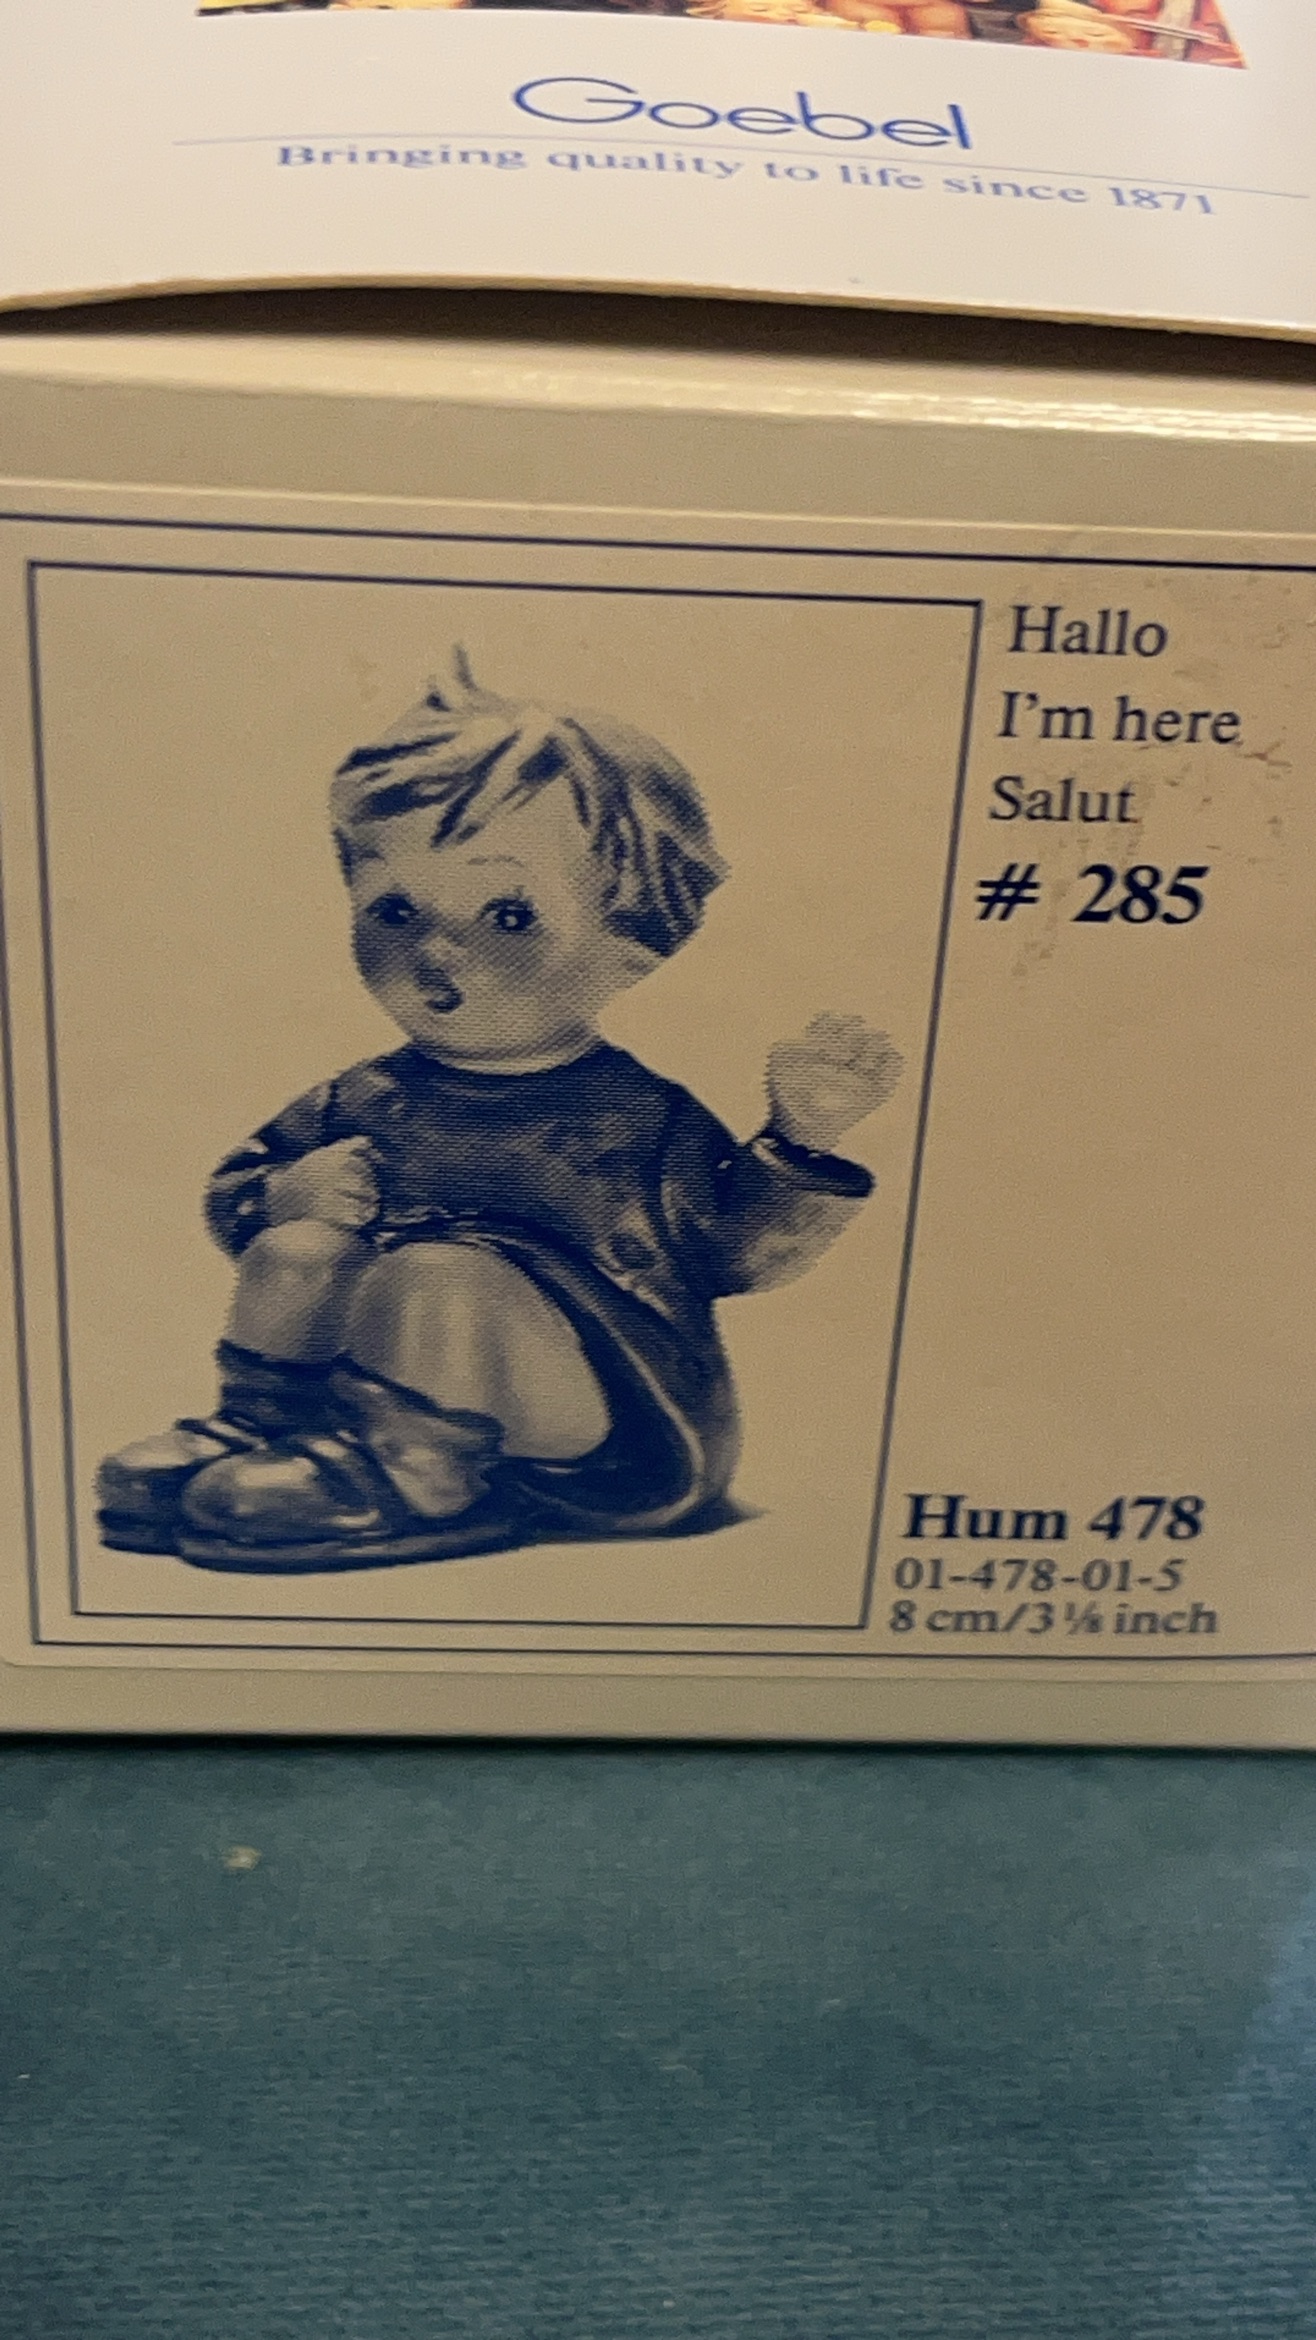 Goebel
Bringing quality to life since 1871
Hallo
I'm here
Salut
# 285
Hum 478
01-478-01-5
8 cm/3 ⅛ inch